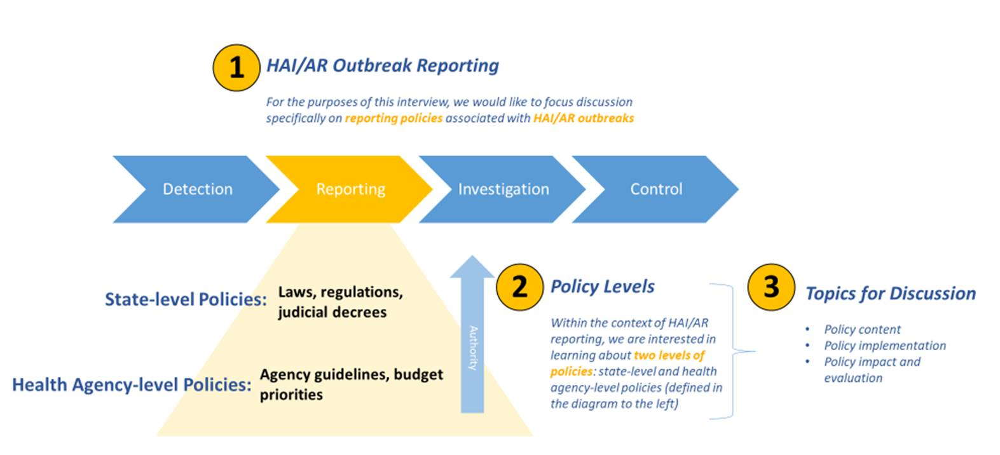 1
HAI/AR Outbreak Reporting
For the purposes of this interview, we would like to focus discussion
specifically on reporting policies associated with HAI/AR outbreaks
Detection
Reporting
Investigation
Control
State-level Policies:
Laws, regulations,
judicial decrees
Health Agency-level Policies:
Agency guidelines, budget
priorities
Authority
2
Policy Levels
Within the context of HAI/AR
reporting, we are interested in
learning about two levels of
policies: state-level and health
agency-level policies (defined in
the diagram to the left)
3
Topics for Discussion
• Policy content
• Policy implementation
• Policy impact and
evaluation